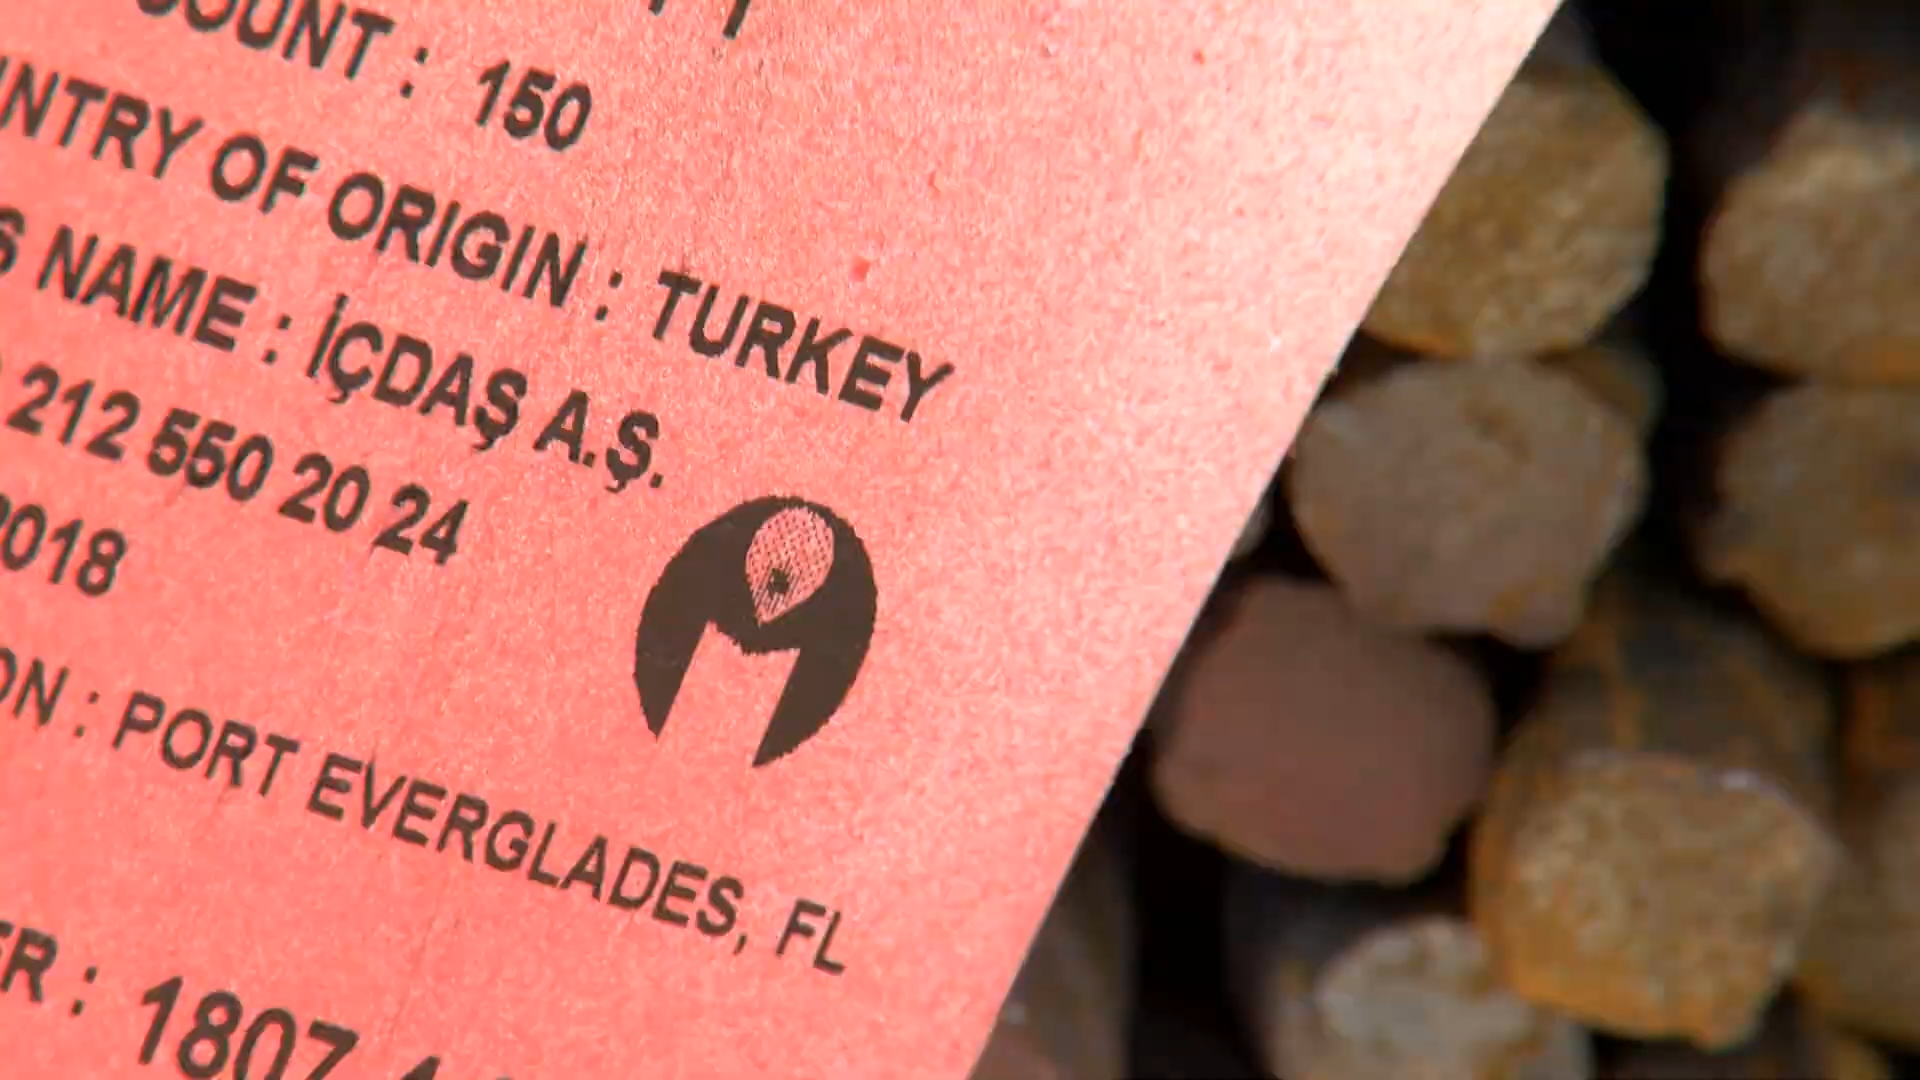 COUNT : 150
NTRY OF ORIGIN : TURKEY
S NAME : İÇDAŞ A.Ş.
212 550 20 24
2018
ON : PORT EVERGLADES, FL
ER : 1807